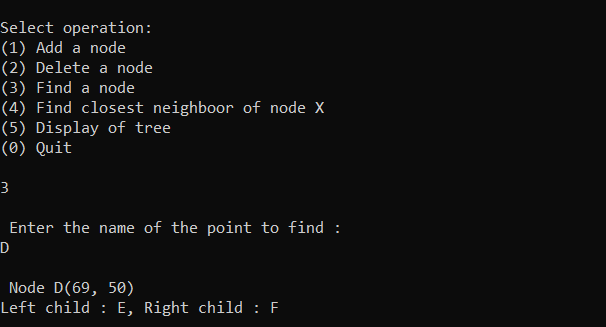 Select operation:
(1) Add a node
(2) Delete a node
(3) Find a node
(4) Find closest neighboor of node X
(5) Display of tree
(0) Quit
3
Enter the name of the point to find :
D
Node D(69, 50)
Left child : E, Right child : F